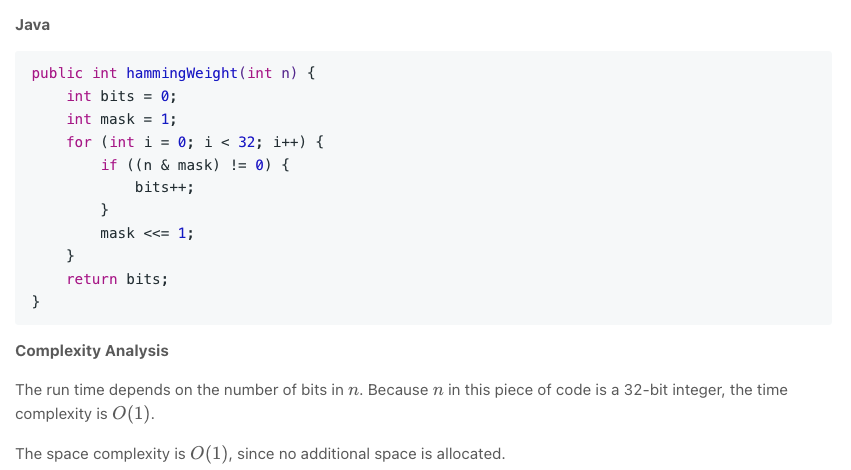 Java
public int hammingWeight(int n) {
    int bits = 0;
    int mask = 1;
    for (int i = 0; i < 32; i++) {
        if ((n & mask) != 0) {
            bits++;
        }
        mask <<= 1;
    }
    return bits;
}
Complexity Analysis
The run time depends on the number of bits in n. Because n in this piece of code is a 32-bit integer, the time
complexity is O(1).
The space complexity is O(1), since no additional space is allocated.